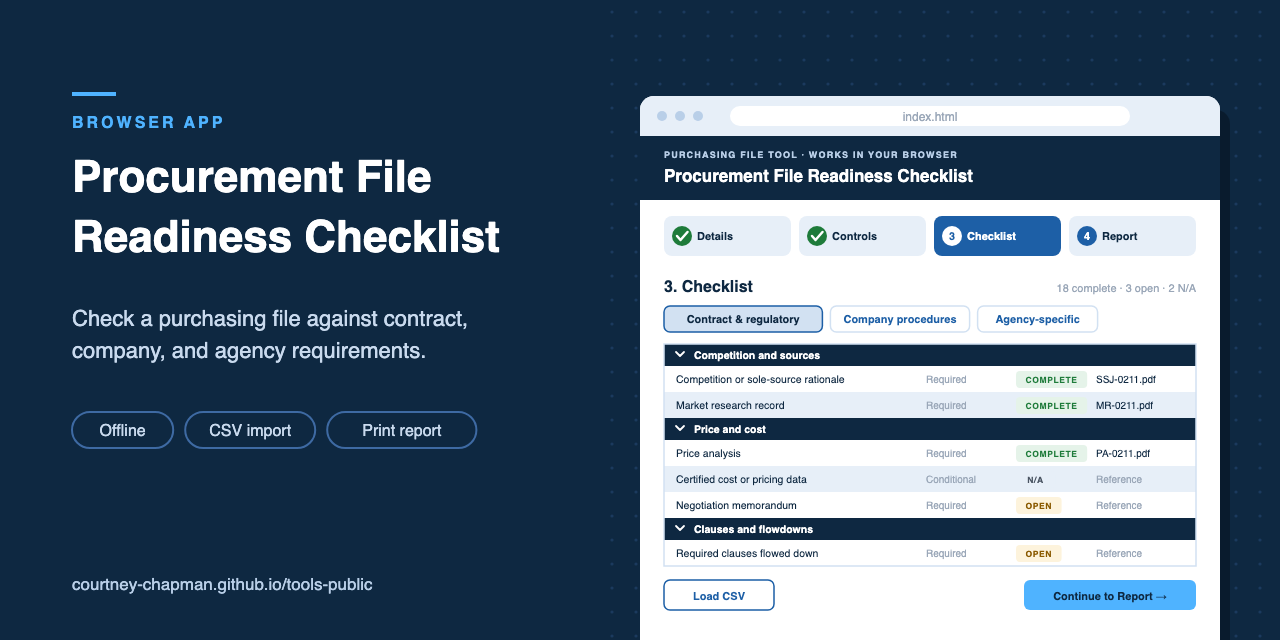 BROWSER APP
Procurement File
Readiness Checklist
Check a purchasing file against contract,
company, and agency requirements.
Offline CSV import Print report
courtney-chapman.github.io/tools-public
index.html
PURCHASING FILE TOOL · WORKS IN YOUR BROWSER
Procurement File Readiness Checklist
Details Controls 3 Checklist 4 Report
3. Checklist 18 complete · 3 open · 2 N/A
Contract & regulatory Company procedures Agency-specific
Competition and sources
Competition or sole-source rationale Required COMPLETE SSJ-0211.pdf
Market research record Required COMPLETE MR-0211.pdf
Price and cost
Price analysis Required COMPLETE PA-0211.pdf
Certified cost or pricing data Conditional N/A Reference
Negotiation memorandum Required OPEN Reference
Clauses and flowdowns
Required clauses flowed down Required OPEN Reference
Load CSV Continue to Report →